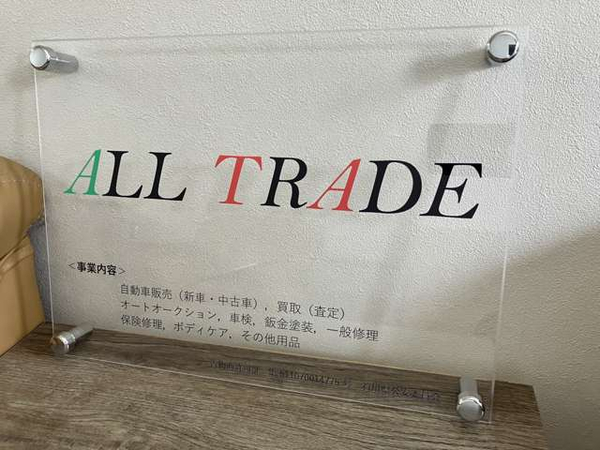 ALL TRADE
＜事業内容＞
自動車販売（新車・中古車），買取（査定）
オートオークション，車検，鈑金塗装，一般修理
保険修理，ボディケア，その他用品